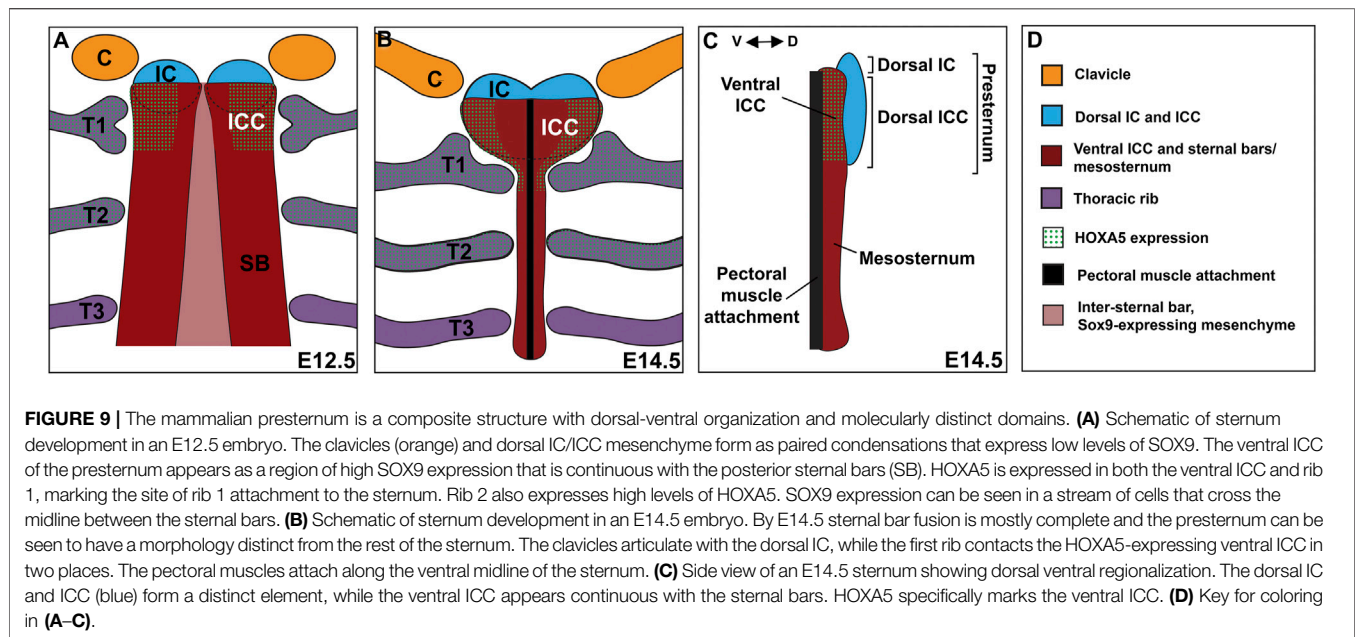 A
C
IC
T1
ICC
T2
SB
T3
E12.5
B
C
IC
ICC
T1
T2
T3
E14.5
C V D
Dorsal IC
Ventral
ICC
Dorsal ICC
Presternum
Mesosternum
Pectoral
muscle
attachment
E14.5
D
Clavicle
Dorsal IC and ICC
Ventral ICC and sternal bars/
mesosternum
Thoracic rib
HOXA5 expression
Pectoral muscle attachment
Inter-sternal bar,
Sox9-expressing mesenchyme
FIGURE 9 | The mammalian presternum is a composite structure with dorsal-ventral organization and molecularly distinct domains. (A) Schematic of sternum
development in an E12.5 embryo. The clavicles (orange) and dorsal IC/ICC mesenchyme form as paired condensations that express low levels of SOX9. The ventral ICC
of the presternum appears as a region of high SOX9 expression that is continuous with the posterior sternal bars (SB). HOXA5 is expressed in both the ventral ICC and rib
1, marking the site of rib 1 attachment to the sternum. Rib 2 also expresses high levels of HOXA5. SOX9 expression can be seen in a stream of cells that cross the
midline between the sternal bars. (B) Schematic of sternum development in an E14.5 embryo. By E14.5 sternal bar fusion is mostly complete and the presternum can be
seen to have a morphology distinct from the rest of the sternum. The clavicles articulate with the dorsal IC, while the first rib contacts the HOXA5-expressing ventral ICC in
two places. The pectoral muscles attach along the ventral midline of the sternum. (C) Side view of an E14.5 sternum showing dorsal ventral regionalization. The dorsal IC
and ICC (blue) form a distinct element, while the ventral ICC appears continuous with the sternal bars. HOXA5 specifically marks the ventral ICC. (D) Key for coloring
in (A–C).